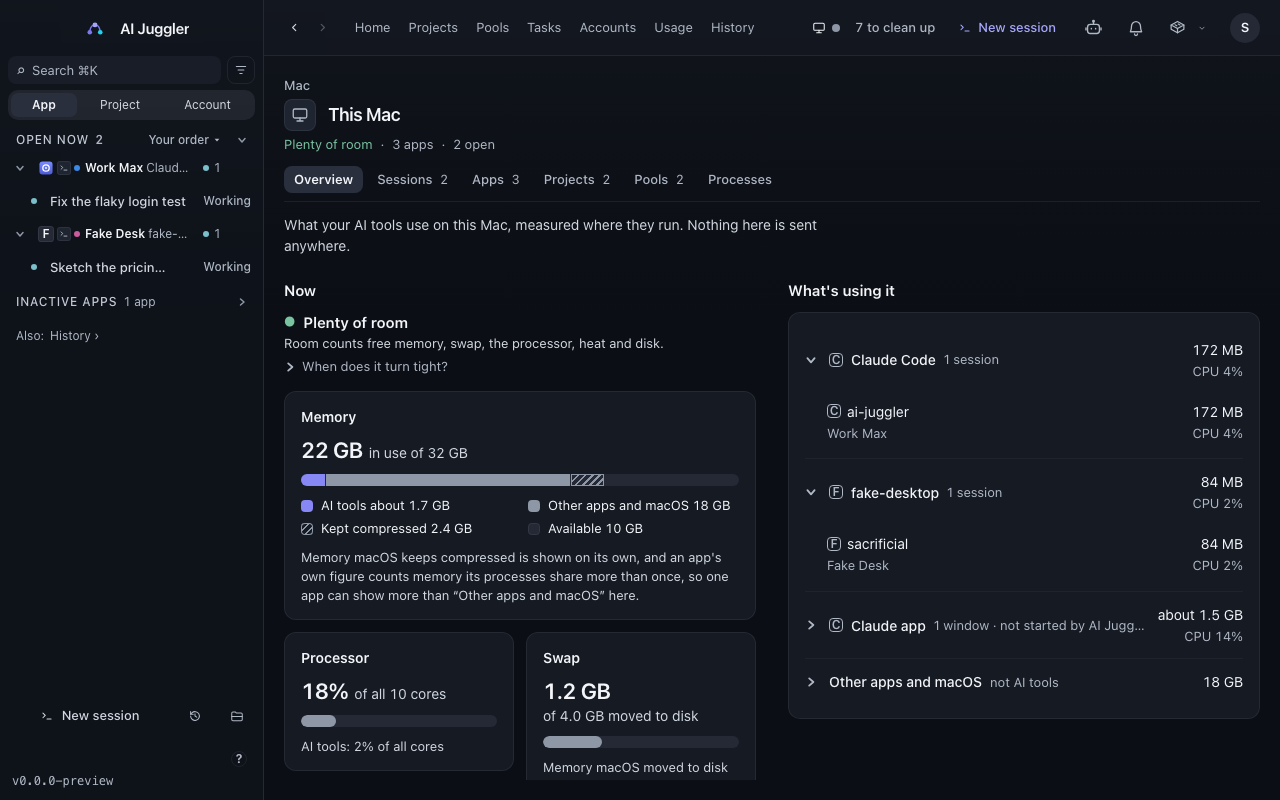 AI Juggler
Search ⌘K
App Project Account
OPEN NOW 2 Your order
Work Max Claud... 1
Fix the flaky login test Working
F Fake Desk fake-... 1
Sketch the pricin... Working
INACTIVE APPS 1 app
Also: History ›
New session
?
v0.0.0-preview
Home Projects Pools Tasks Accounts Usage History 7 to clean up New session S
Mac
This Mac
Plenty of room · 3 apps · 2 open
Overview Sessions 2 Apps 3 Projects 2 Pools 2 Processes
What your AI tools use on this Mac, measured where they run. Nothing here is sent
anywhere.
Now
Plenty of room
Room counts free memory, swap, the processor, heat and disk.
When does it turn tight?
Memory
22 GB in use of 32 GB
AI tools about 1.7 GB Other apps and macOS 18 GB
Kept compressed 2.4 GB Available 10 GB
Memory macOS keeps compressed is shown on its own, and an app's
own figure counts memory its processes share more than once, so one
app can show more than “Other apps and macOS” here.
Processor
18% of all 10 cores
AI tools: 2% of all cores
Swap
1.2 GB
of 4.0 GB moved to disk
Memory macOS moved to disk
What's using it
C Claude Code 1 session 172 MB
CPU 4%
C ai-juggler 172 MB
Work Max CPU 4%
F fake-desktop 1 session 84 MB
CPU 2%
F sacrificial 84 MB
Fake Desk CPU 2%
C Claude app 1 window · not started by AI Jugg... about 1.5 GB
CPU 14%
Other apps and macOS not AI tools 18 GB